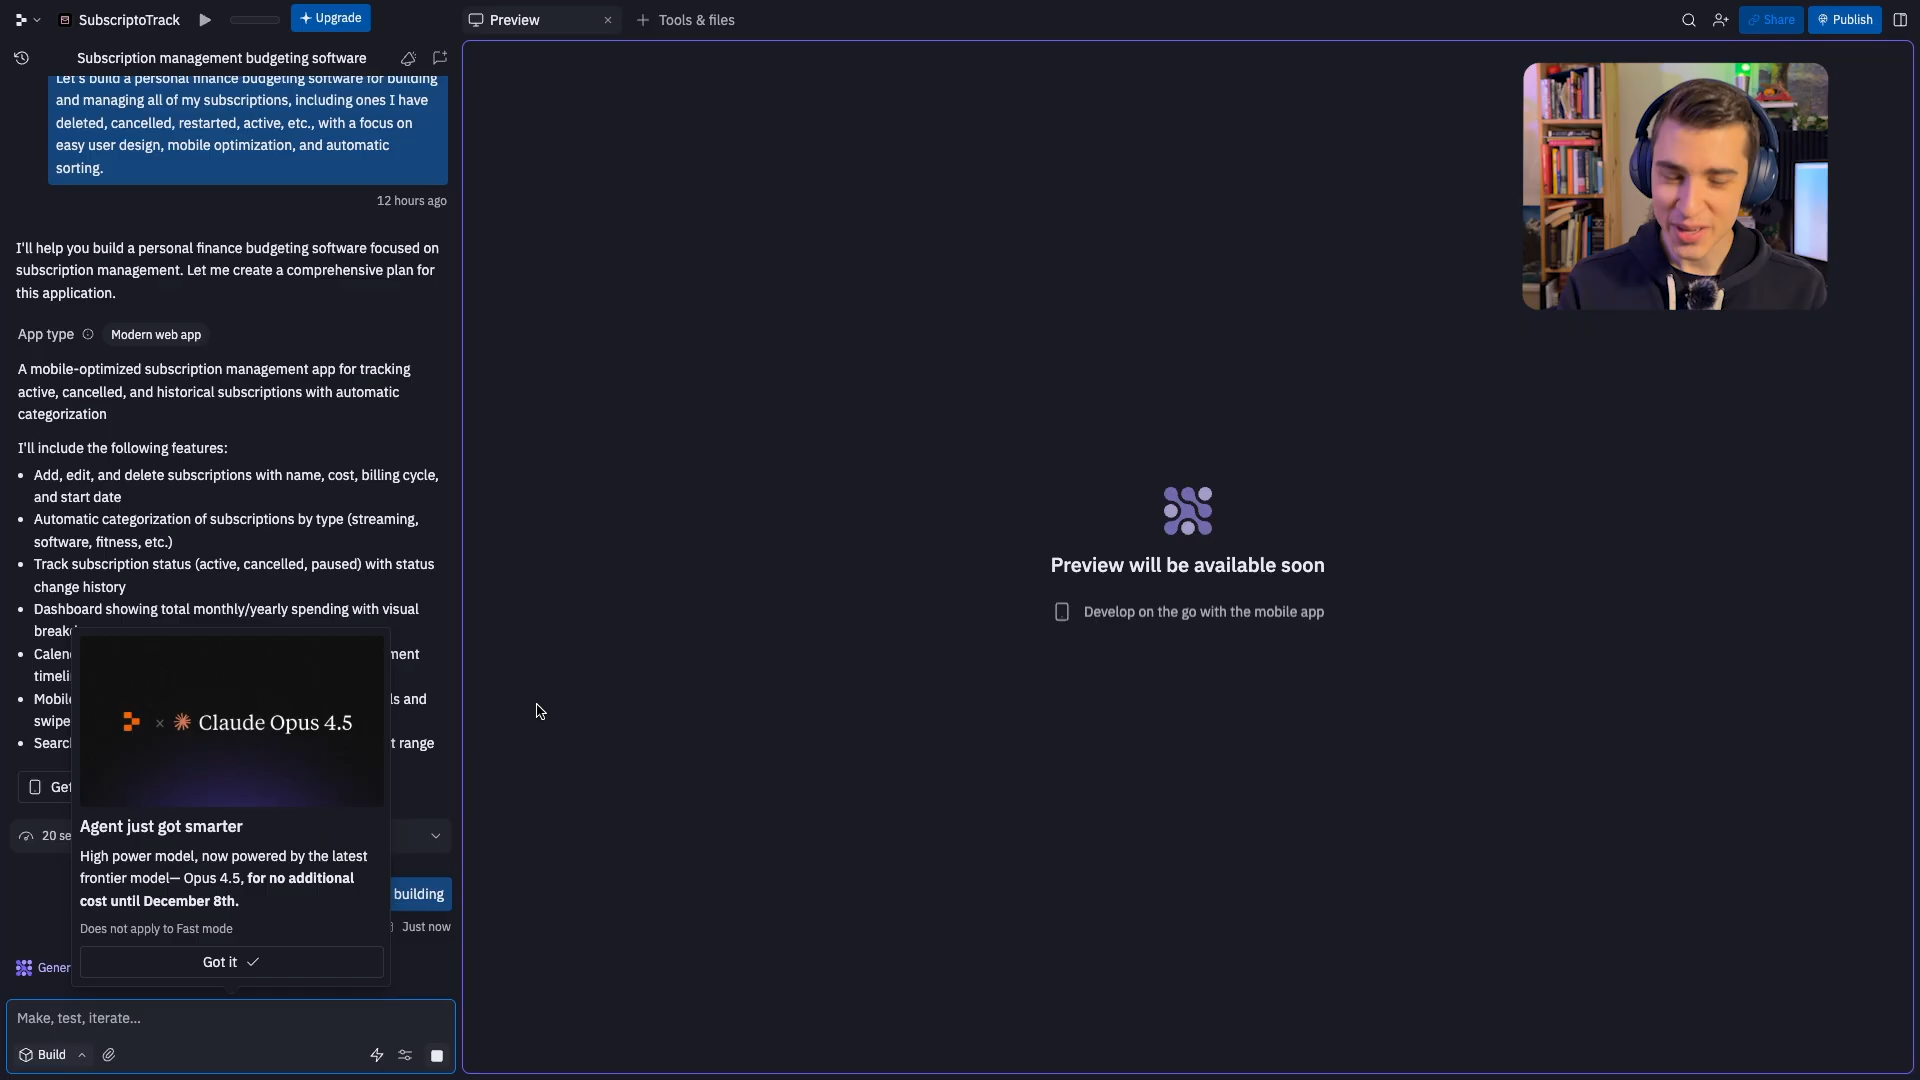 SubscriptoTrack
Upgrade
Preview
Tools & files
Share
Publish
Subscription management budgeting software
Let's build a personal finance budgeting software for building
and managing all of my subscriptions, including ones I have
deleted, cancelled, restarted, active, etc., with a focus on
easy user design, mobile optimization, and automatic
sorting.
12 hours ago
I'll help you build a personal finance budgeting software focused on
subscription management. Let me create a comprehensive plan for
this application.
App type
Modern web app
A mobile-optimized subscription management app for tracking
active, cancelled, and historical subscriptions with automatic
categorization
I'll include the following features:
• Add, edit, and delete subscriptions with name, cost, billing cycle,
and start date
• Automatic categorization of subscriptions by type (streaming,
software, fitness, etc.)
• Track subscription status (active, cancelled, paused) with status
change history
• Dashboard showing total monthly/yearly spending with visual
break
• Calen ment
timeli
• Mobile ls and
swipe
• Search t range
Get
20 se
× Claude Opus 4.5
Agent just got smarter
High power model, now powered by the latest
frontier model— Opus 4.5, for no additional
cost until December 8th.
Does not apply to Fast mode
Got it
building
Just now
Gener
Make, test, iterate...
Build
Preview will be available soon
Develop on the go with the mobile app